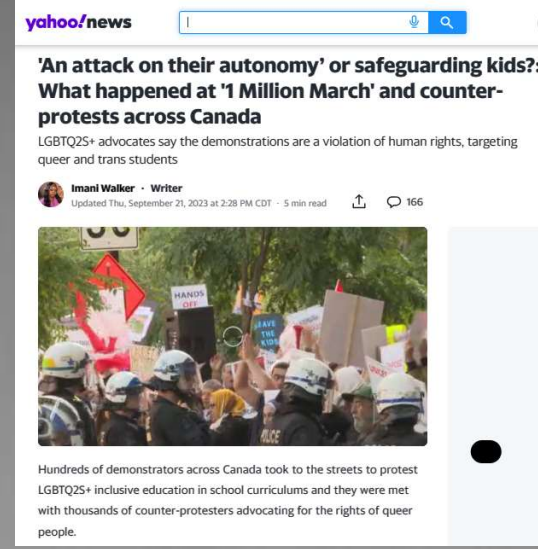 yahoo!news
'An attack on their autonomy’ or safeguarding kids?:
What happened at '1 Million March' and counter-
protests across Canada
LGBTQ2S+ advocates say the demonstrations are a violation of human rights, targeting
queer and trans students
Imani Walker · Writer
Updated Thu, September 21, 2023 at 2:28 PM CDT · 5 min read
166
HANDS
OFF
LEAVE
THE
KIDS
POLICE
Hundreds of demonstrators across Canada took to the streets to protest
LGBTQ2S+ inclusive education in school curriculums and they were met
with thousands of counter-protesters advocating for the rights of queer
people.